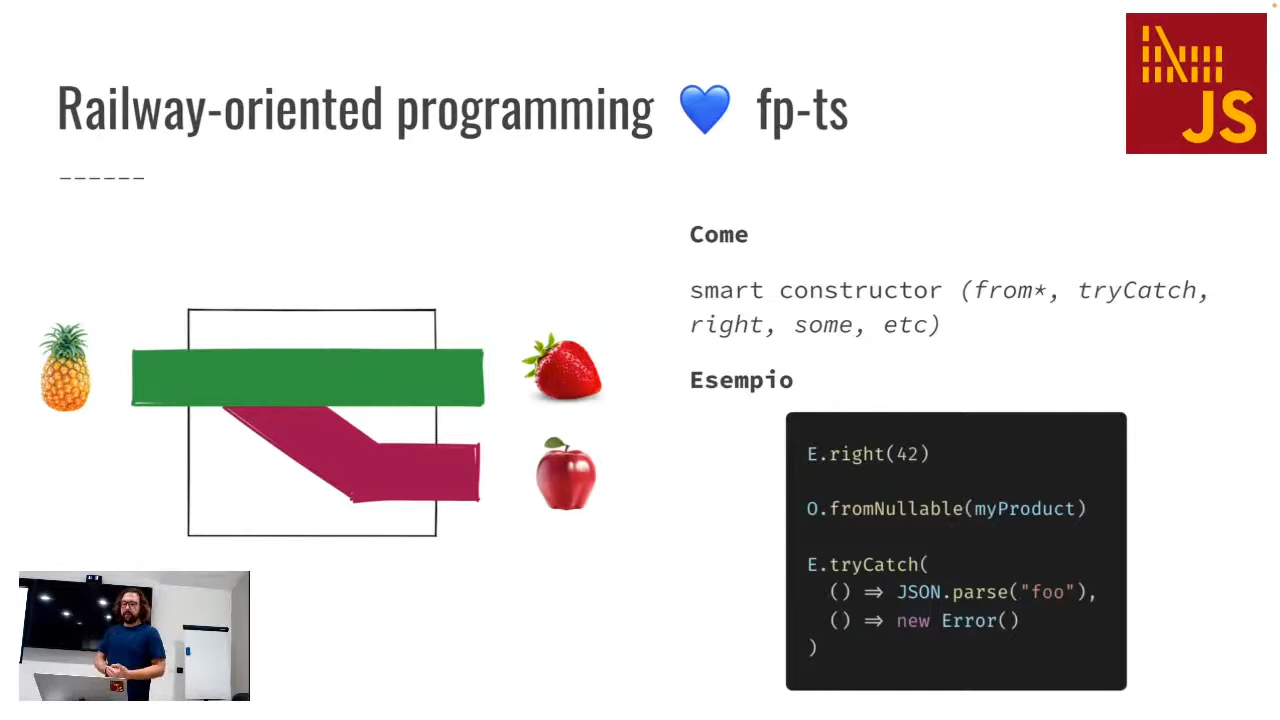 Railway-oriented programming 💙 fp-ts
JS
------
Come
smart constructor (from*, tryCatch,
right, some, etc)
Esempio
E.right(42)
O.fromNullable(myProduct)
E.tryCatch(
() ⇒ JSON.parse("foo"),
() ⇒ new Error()
)